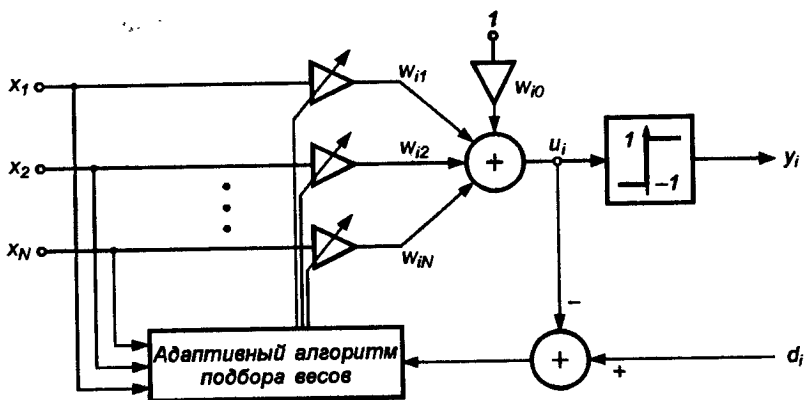 1
x1
wi1
wi0
x2
wi2
+
ui
1
-1
yi
xN
wiN
−
Адаптивный алгоритм
подбора весов
+
+
di